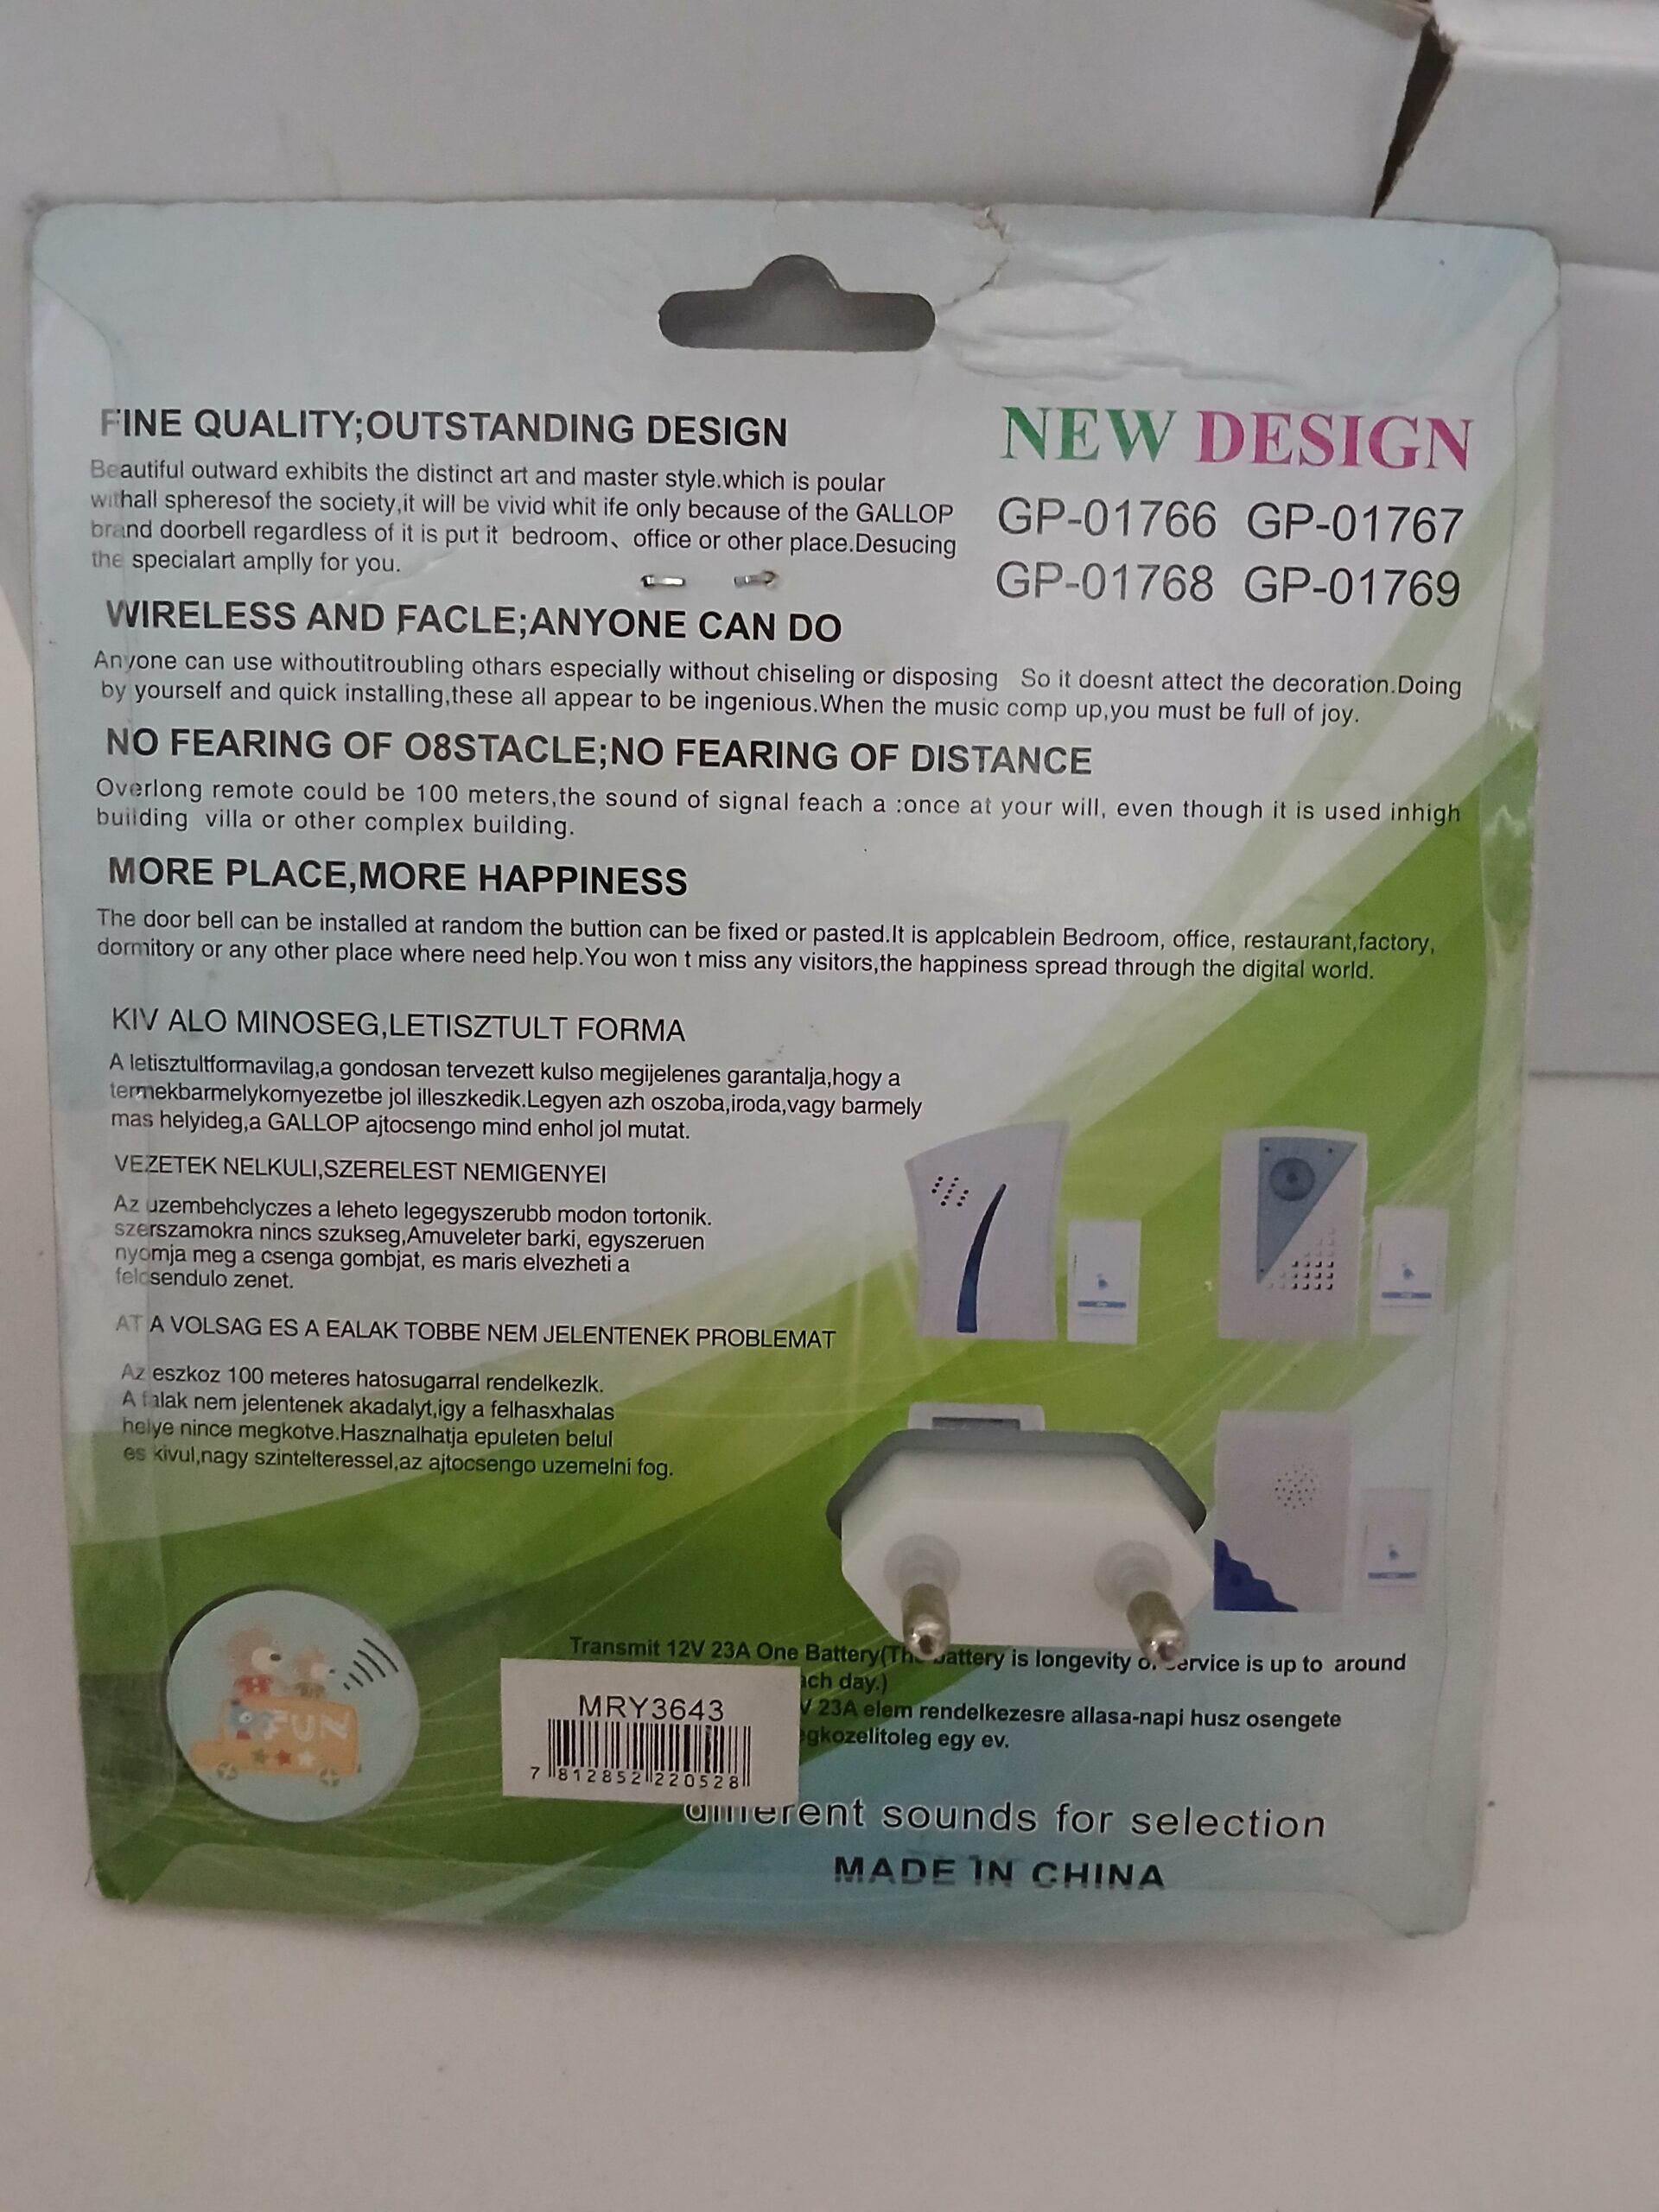 FINE QUALITY;OUTSTANDING DESIGN
Beautiful outward exhibits the distinct art and master style.which is poular
withall spheresof the society,it will be vivid whit ife only because of the GALLOP
brand doorbell regardless of it is put it bedroom、office or other place.Desucing
the specialart amplly for you.
NEW DESIGN
GP-01766 GP-01767
GP-01768 GP-01769
WIRELESS AND FACLE;ANYONE CAN DO
Anyone can use withoutitroubling othars especially without chiseling or disposing So it doesnt attect the decoration.Doing
by yourself and quick installing,these all appear to be ingenious.When the music comp up,you must be full of joy.
NO FEARING OF O8STACLE;NO FEARING OF DISTANCE
Overlong remote could be 100 meters,the sound of signal feach a :once at your will, even though it is used inhigh
buiiding villa or other complex building.
MORE PLACE,MORE HAPPINESS
The door bell can be installed at random the buttion can be fixed or pasted.It is applcablein Bedroom, office, restaurant,factory,
dormitory or any other place where need help.You won t miss any visitors,the happiness spread through the digital world.
KIV ALO MINOSEG,LETISZTULT FORMA
A letisztultformavilag,a gondosan tervezett kulso megijelenes garantalja,hogy a
termekbarmelykornyezetbe jol illeszkedik.Legyen azh oszoba,iroda,vagy barmely
mas helyideg,a GALLOP ajtocsengo mind enhol jol mutat.
VEZETEK NELKULI,SZERELEST NEMIGENYEI
Az uzembehclyczes a leheto legegyszerubb modon tortonik.
szerszamokra nincs szukseg,Amuveleter barki, egyszeruen
nyomja meg a csenga gombjat, es maris elvezheti a
felcsendulo zenet.
AT A VOLSAG ES A EALAK TOBBE NEM JELENTENEK PROBLEMAT
Az eszkoz 100 meteres hatosugarral rendelkezlk.
A falak nem jelentenek akadalyt,igy a felhasxhalas
helye nince megkotve.Hasznalhatja epuleten belul
es kivul,nagy szintelteressel,az ajtocsengo uzemelni fog.
Transmit 12V 23A One Battery(The battery is longevity of service is up to around
ach day.)
V 23A elem rendelkezesre allasa-napi husz osengete
gkozelitoleg egy ev.
FUN
MRY3643
7 812852 220528
different sounds for selection
MADE IN CHINA